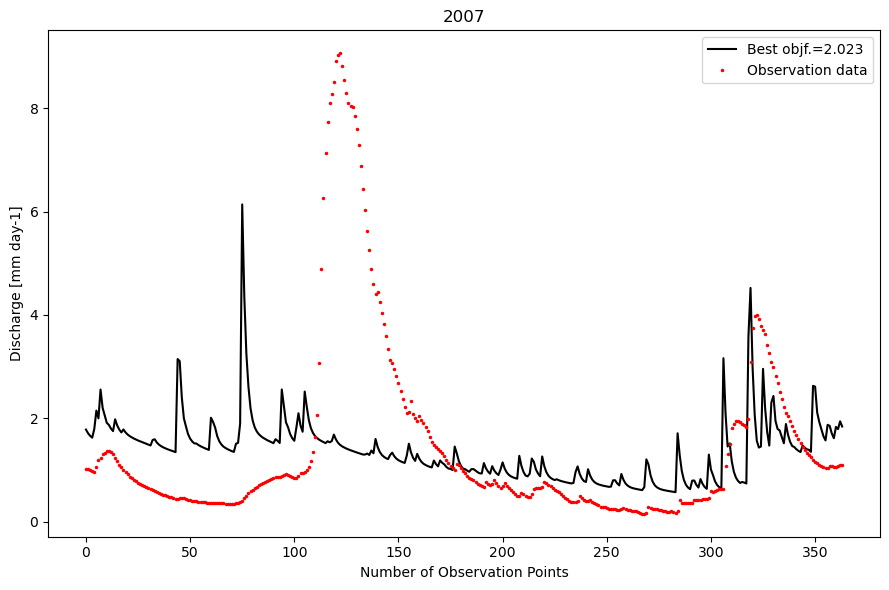 2007
Best objf.=2.023
Observation data
Discharge [mm day-1]
8
6
4
2
0
0 50 100 150 200 250 300 350
Number of Observation Points